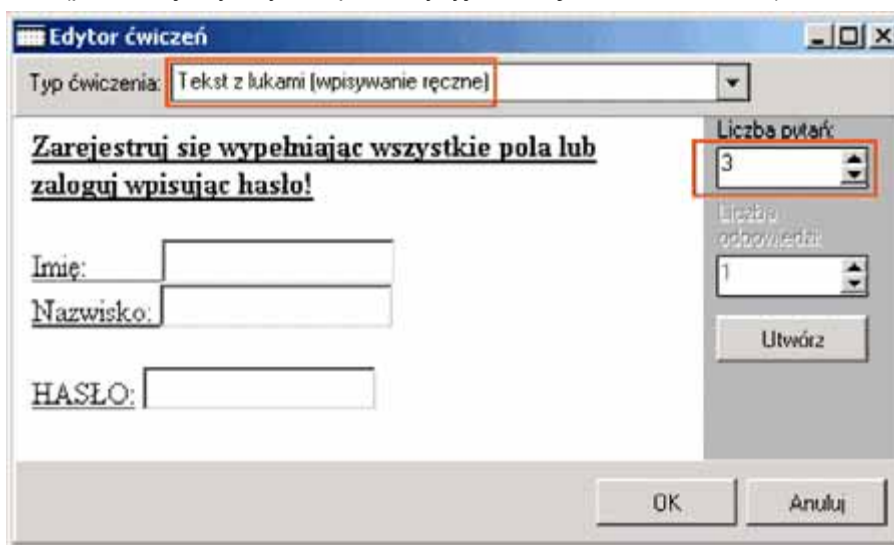 Edytor ćwiczeń
Typ ćwiczenia: Tekst z lukami (wpisywanie ręczne)
Zarejestruj się wypełniając wszystkie pola lub
zaloguj wpisując hasło!
Imię:
Nazwisko:
HASŁO:
Liczba pytań:
3
Liczba
odpowiedzi:
1
Utwórz
OK
Anuluj